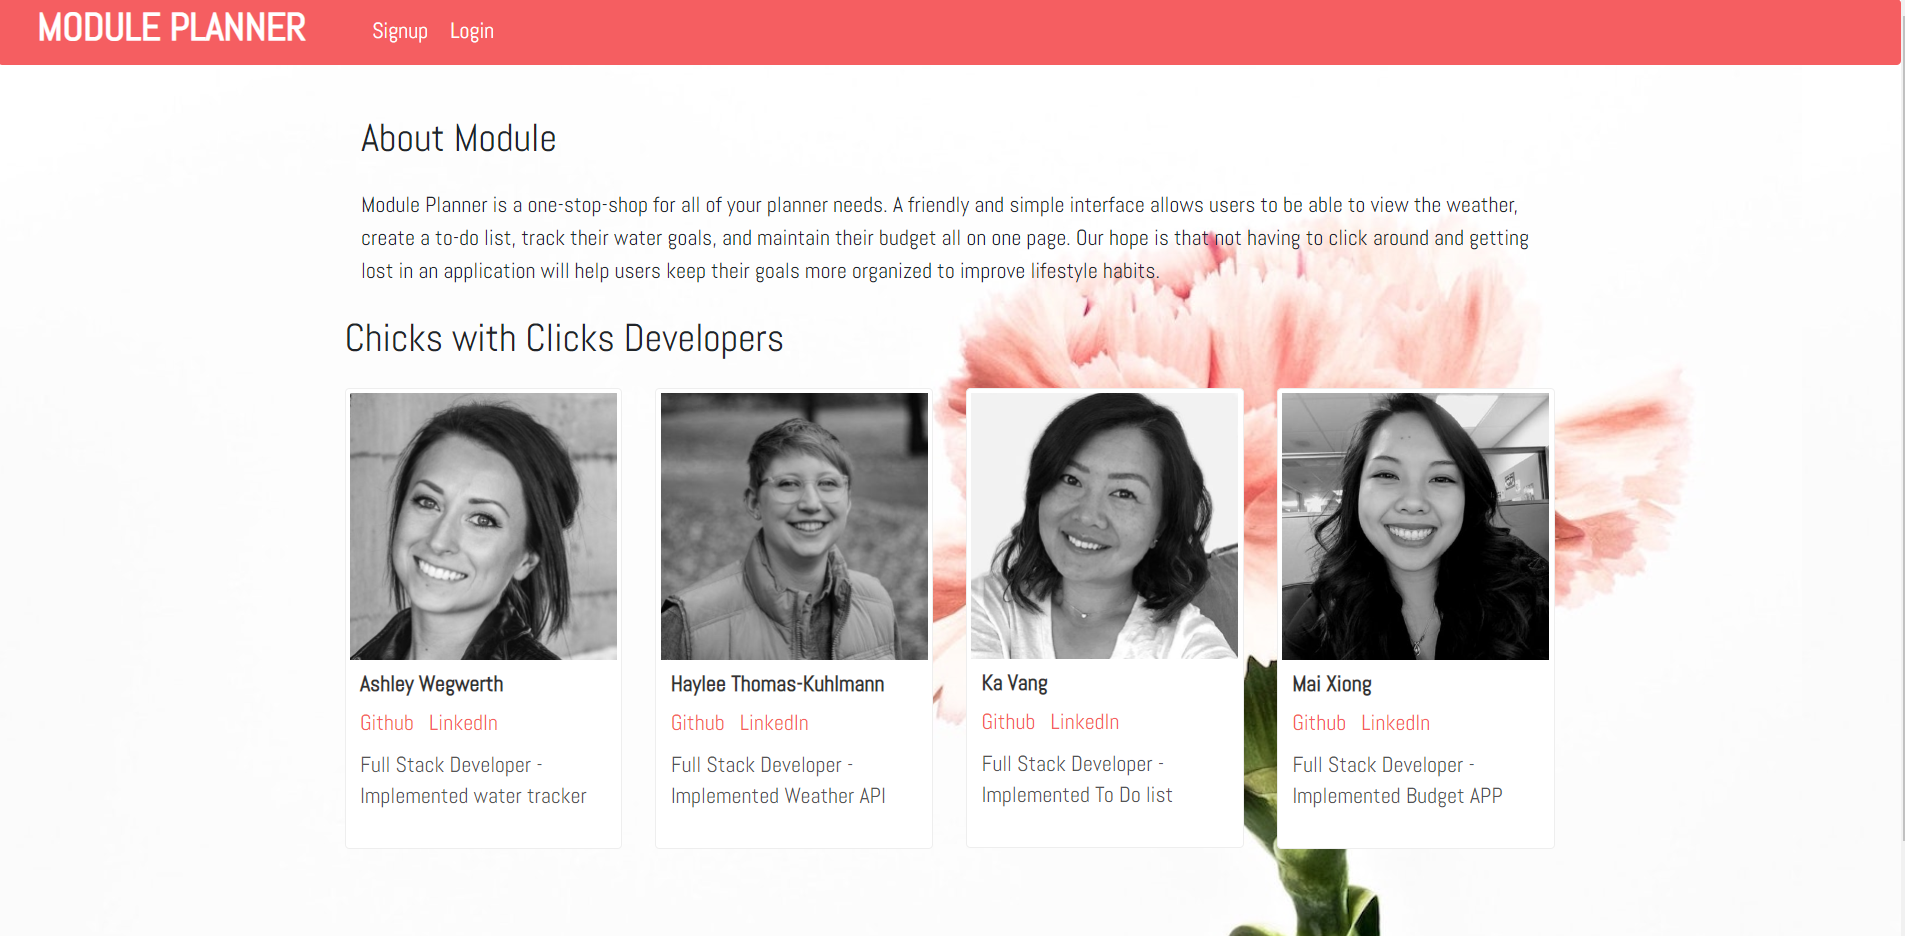 MODULE PLANNER Signup Login
About Module
Module Planner is a one-stop-shop for all of your planner needs. A friendly and simple interface allows users to be able to view the weather,
create a to-do list, track their water goals, and maintain their budget all on one page. Our hope is that not having to click around and getting
lost in an application will help users keep their goals more organized to improve lifestyle habits.
Chicks with Clicks Developers
Ashley Wegwerth
Github LinkedIn
Full Stack Developer -
Implemented water tracker
Haylee Thomas-Kuhlmann
Github LinkedIn
Full Stack Developer -
Implemented Weather API
Ka Vang
Github LinkedIn
Full Stack Developer -
Implemented To Do list
Mai Xiong
Github LinkedIn
Full Stack Developer -
Implemented Budget APP